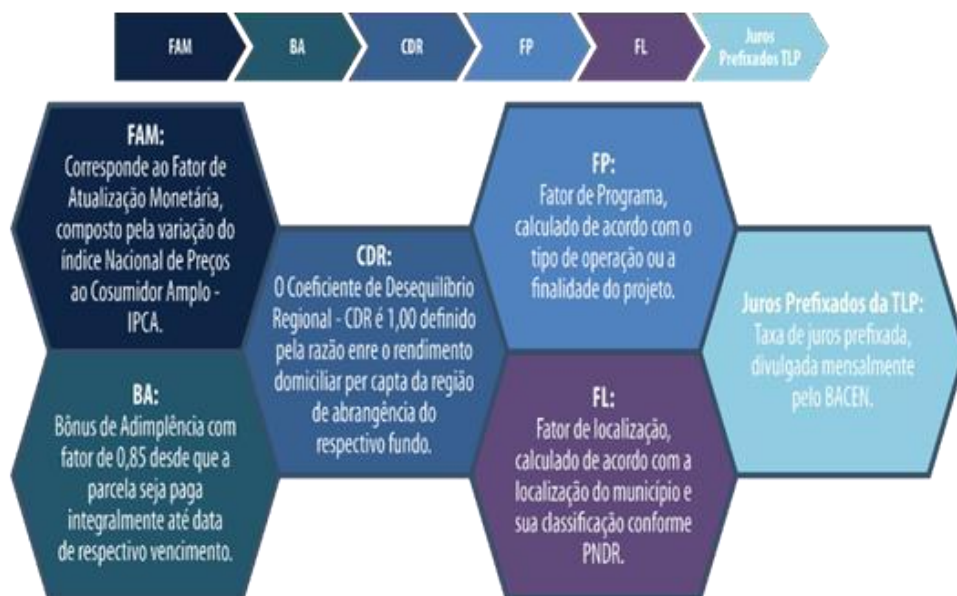 FAM
BA
CDR
FP
FL
Juros
Prefixados TLP
FAM:
Corresponde ao Fator de
Atualização Monetária,
composto pela variação do
índice Nacional de Preços
ao Cosumidor Amplo -
IPCA.
BA:
Bônus de Adimplência com
fator de 0,85 desde que a
parcela seja paga
integralmente até data
de respectivo vencimento.
CDR:
O Coeficiente de Desequilíbrio
Regional - CDR é 1,00 definido
pela razão enre o rendimento
domiciliar per capta da região
de abrangência do
respectivo fundo.
FP:
Fator de Programa,
calculado de acordo com o
tipo de operação ou a
finalidade do projeto.
FL:
Fator de localização,
calculado de acordo com a
localização do município e
sua classificação conforme
PNDR.
Juros Prefixados da TLP:
Taxa de juros prefixada,
divulgada mensalmente
pelo BACEN.